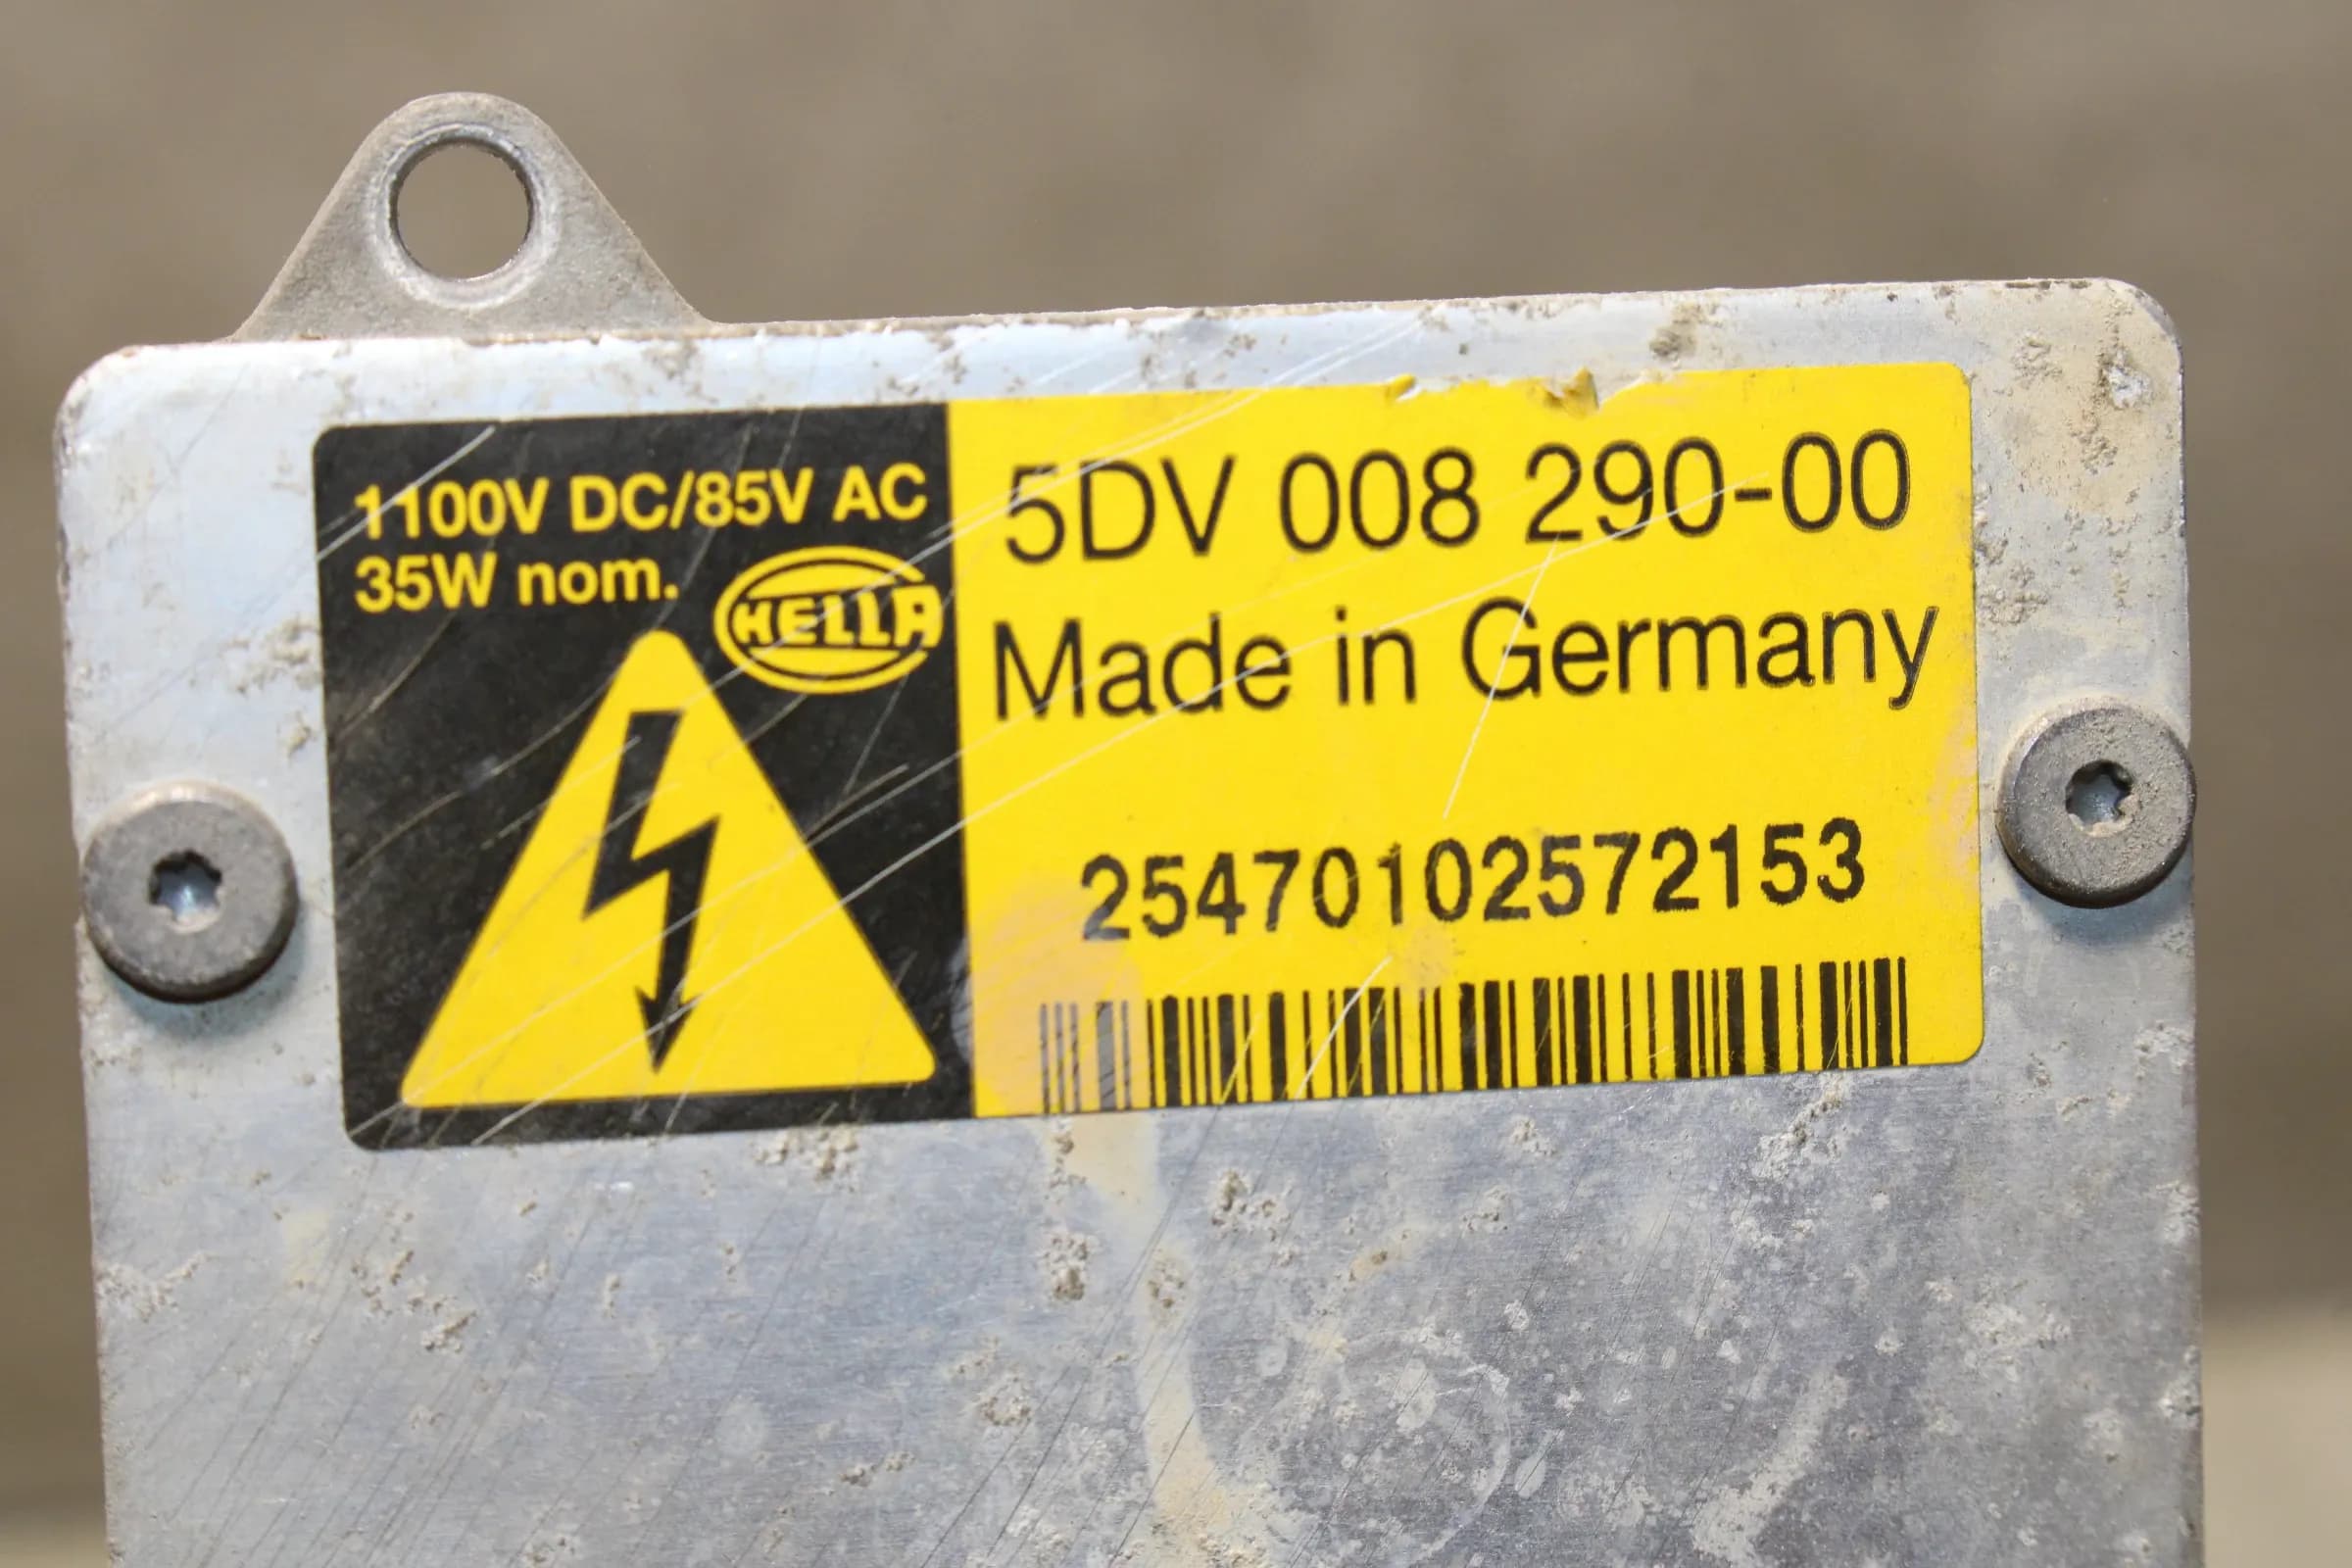 1100V DC/85V AC
35W nom.
HELLA
5DV 008 290-00
Made in Germany
25470102572153